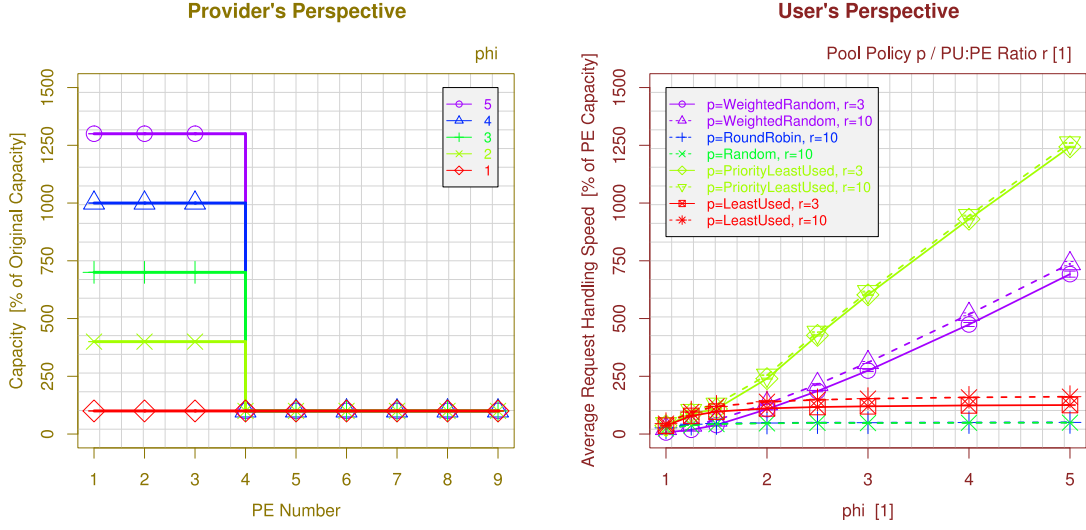 Provider's Perspective
phi
Capacity [% of Original Capacity]
1500
1250
1000
750
500
250
0
5
4
3
2
1
1 2 3 4 5 6 7 8 9
PE Number
User's Perspective
Pool Policy p / PU:PE Ratio r [1]
Average Request Handling Speed [% of PE Capacity]
1500
1250
1000
750
500
250
0
p=WeightedRandom, r=3
p=WeightedRandom, r=10
p=RoundRobin, r=10
p=Random, r=10
p=PriorityLeastUsed, r=3
p=PriorityLeastUsed, r=10
p=LeastUsed, r=3
p=LeastUsed, r=10
1 2 3 4 5
phi [1]